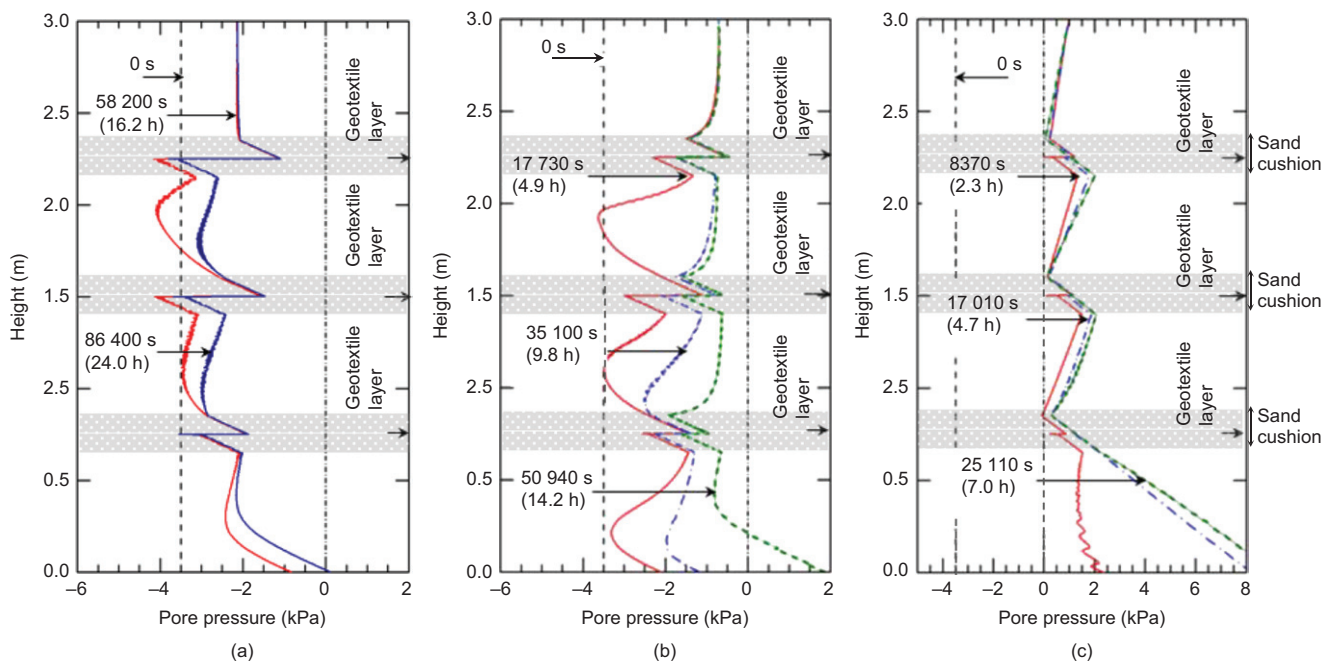 3.0
2.5
2.0
1.5
2.5
0.5
0.0
Height (m)
0 s
58 200 s
(16.2 h)
86 400 s
(24.0 h)
Geotextile
layer
Geotextile
layer
Geotextile
layer
–6
–4
–2
0
2
Pore pressure (kPa)
(a)
3.0
2.5
2.0
1.5
2.5
0.5
0.0
Height (m)
0 s
17 730 s
(4.9 h)
35 100 s
(9.8 h)
50 940 s
(14.2 h)
Geotextile
layer
Geotextile
layer
Geotextile
layer
–6
–4
–2
0
2
Pore pressure (kPa)
(b)
3.0
2.5
2.0
1.5
2.5
0.5
0.0
Height (m)
0 s
8370 s
(2.3 h)
17 010 s
(4.7 h)
25 110 s
(7.0 h)
Geotextile
layer
Geotextile
layer
Geotextile
layer
Sand
cushion
Sand
cushion
Sand
cushion
–4
–2
0
2
4
6
8
Pore pressure (kPa)
(c)